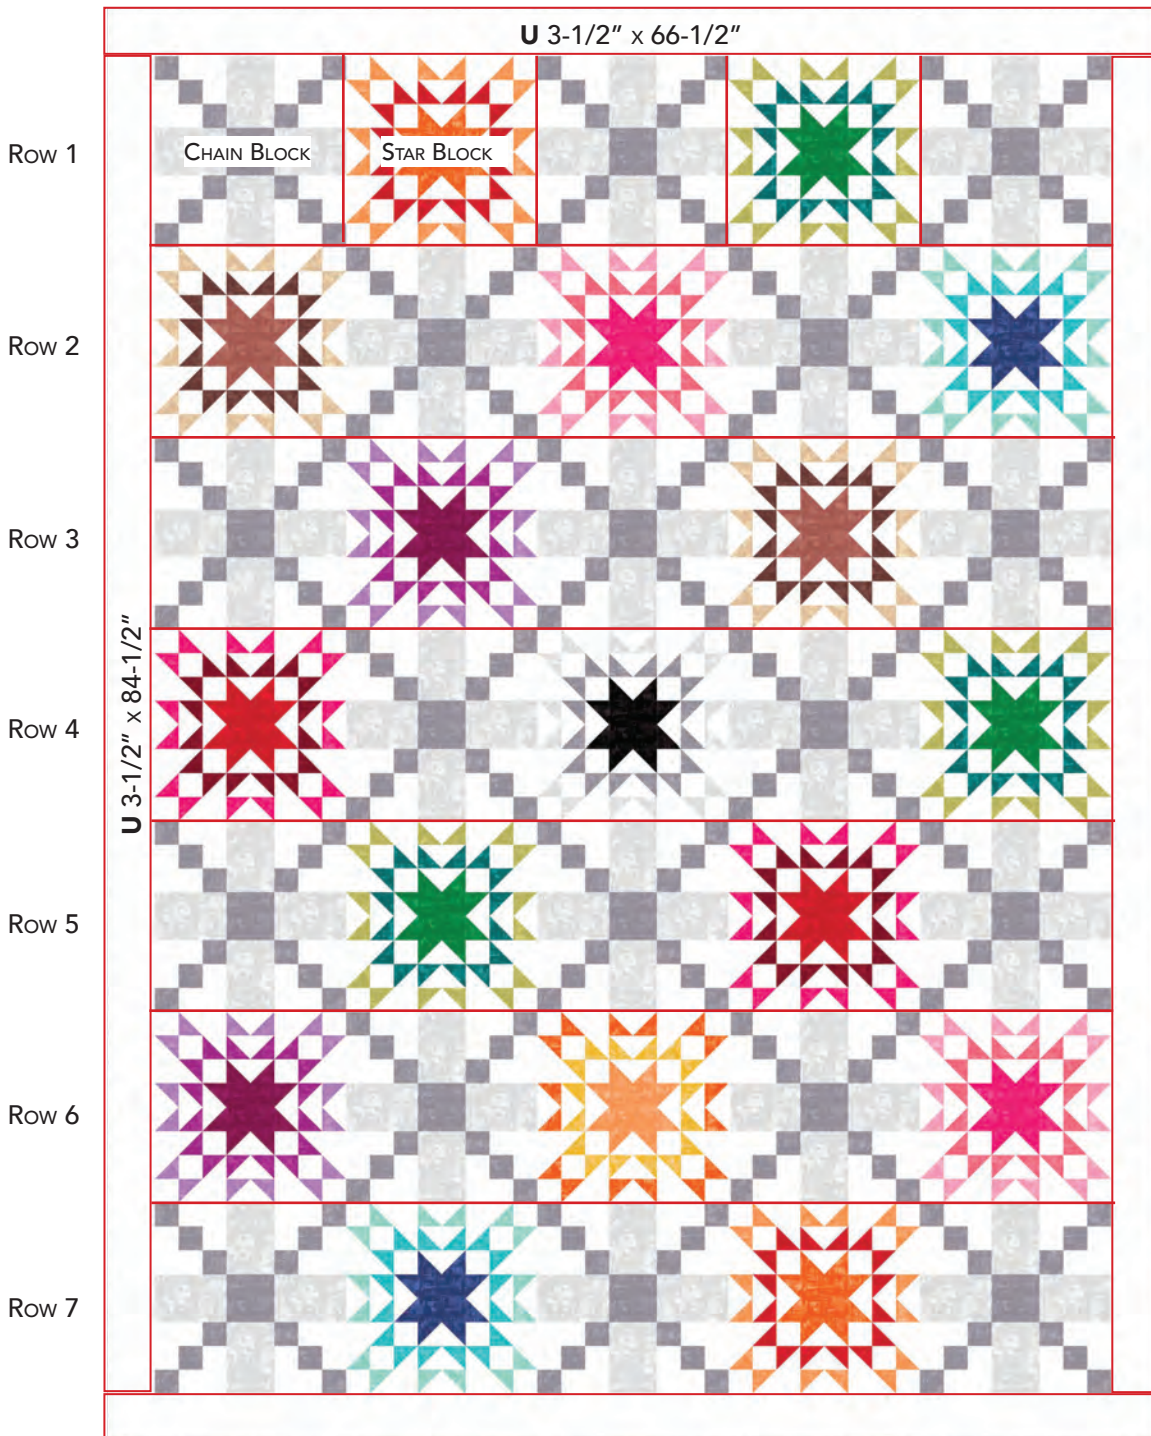 U 3-1/2" x 66-1/2"
Row 1
Chain Block
Star Block
Row 2
Row 3
Row 4
U 3-1/2" x 84-1/2"
Row 5
Row 6
Row 7